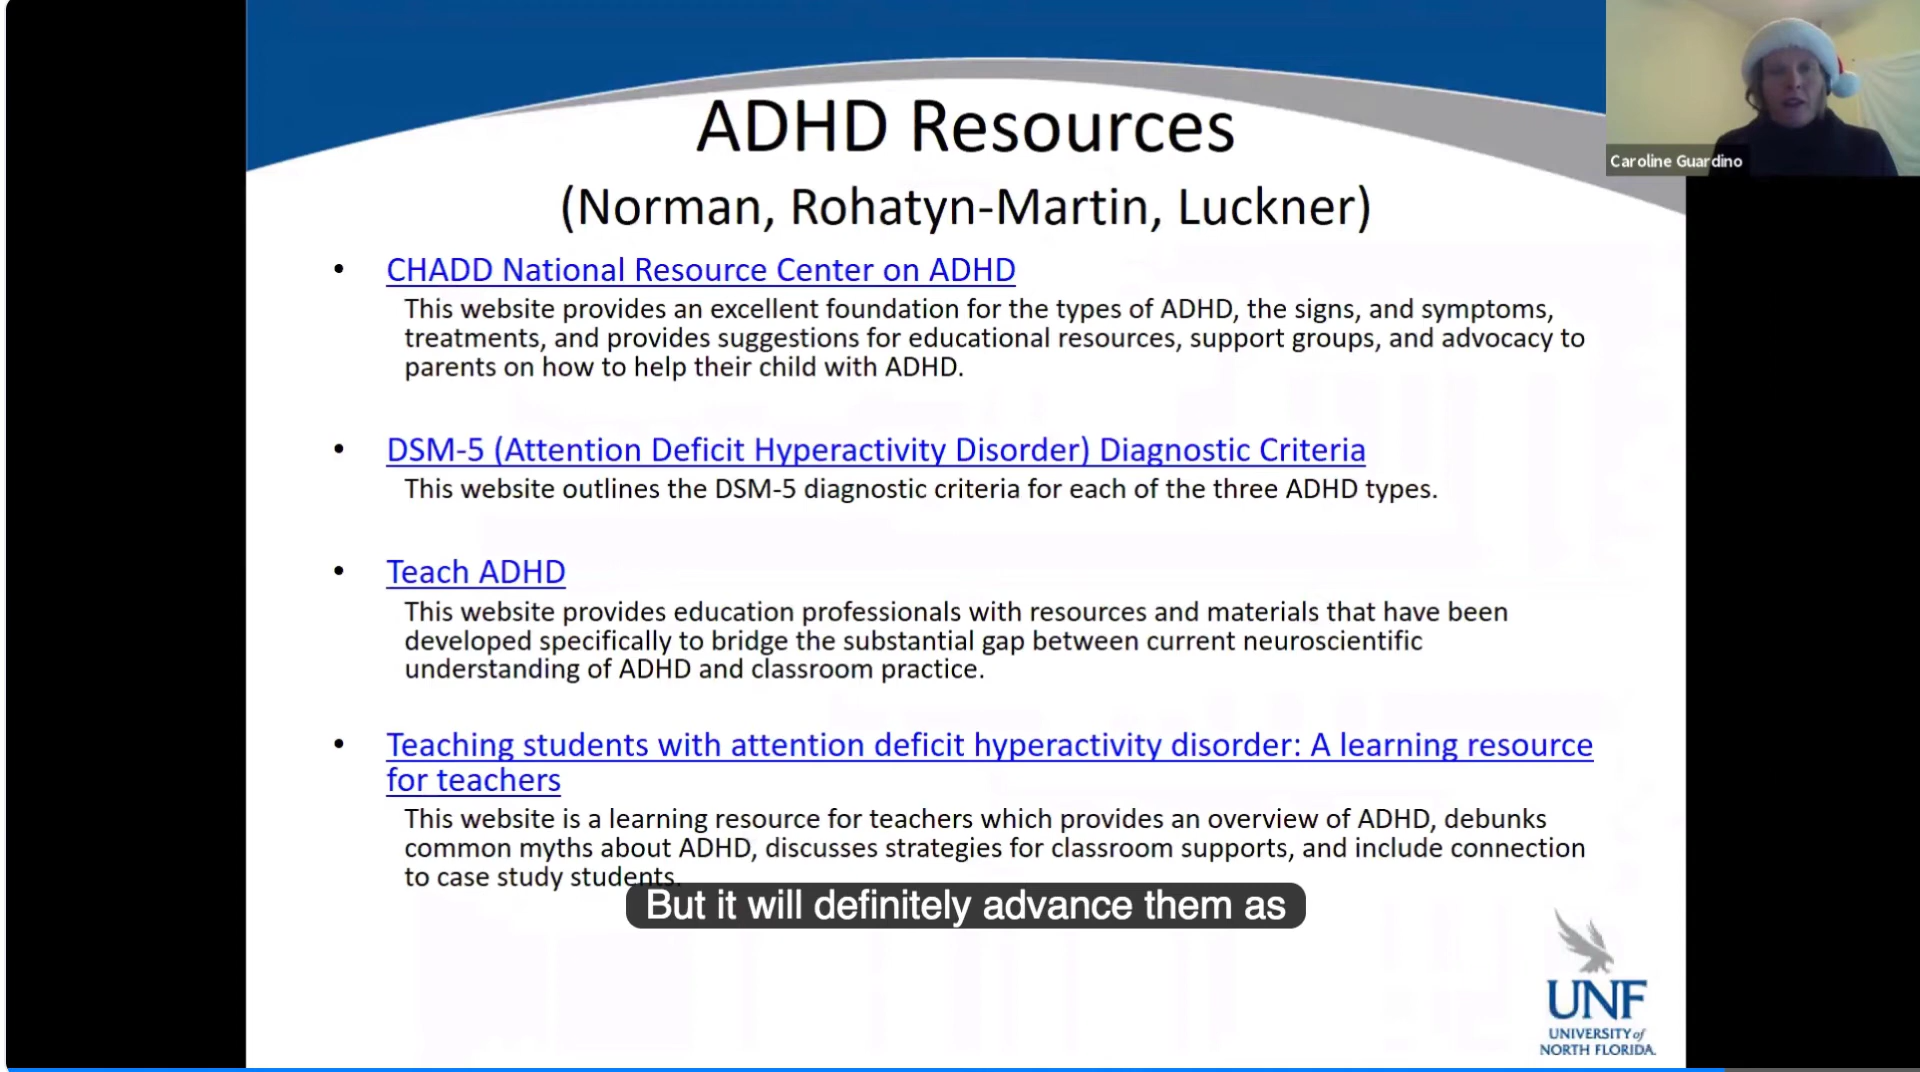 ADHD Resources
(Norman, Rohatyn-Martin, Luckner)
Caroline Guardino
• CHADD National Resource Center on ADHD
This website provides an excellent foundation for the types of ADHD, the signs, and symptoms,
treatments, and provides suggestions for educational resources, support groups, and advocacy to
parents on how to help their child with ADHD.
• DSM-5 (Attention Deficit Hyperactivity Disorder) Diagnostic Criteria
This website outlines the DSM-5 diagnostic criteria for each of the three ADHD types.
• Teach ADHD
This website provides education professionals with resources and materials that have been
developed specifically to bridge the substantial gap between current neuroscientific
understanding of ADHD and classroom practice.
• Teaching students with attention deficit hyperactivity disorder: A learning resource
for teachers
This website is a learning resource for teachers which provides an overview of ADHD, debunks
common myths about ADHD, discusses strategies for classroom supports, and include connection
to case study students.
But it will definitely advance them as
UNF
UNIVERSITY of
NORTH FLORIDA